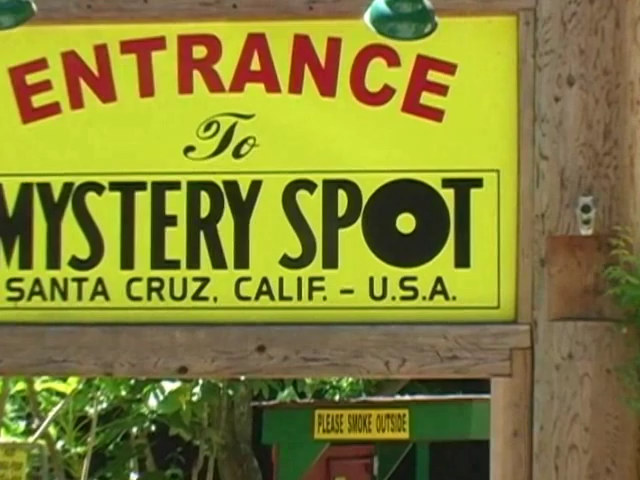 ENTRANCE
To
MYSTERY SPOT
SANTA CRUZ, CALIF. - U.S.A.
PLEASE SMOKE OUTSIDE